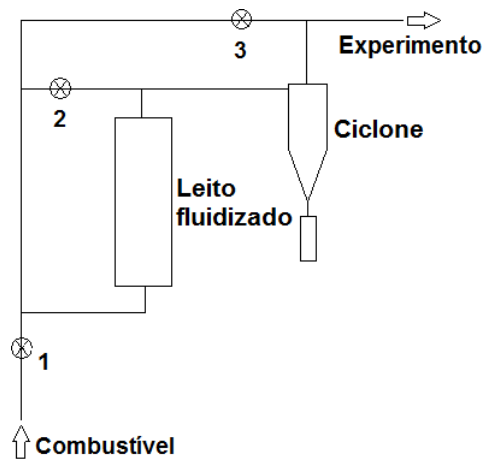 3
Experimento
2
Ciclone
Leito
fluidizado
1
Combustível